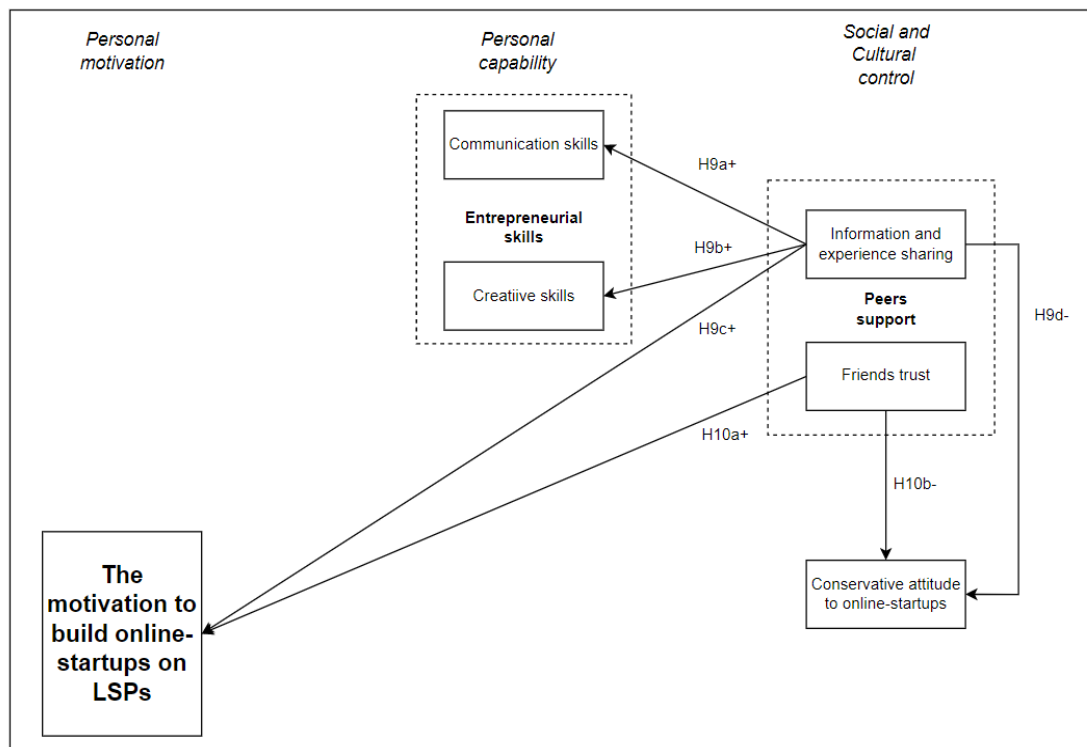 Personal
motivation
Personal
capability
Social and
Cultural
control
Communication skills
H9a+
Entrepreneurial
skills
H9b+
Information and
experience sharing
Creatiive skills
H9c+
Peers
support
H9d-
Friends trust
H10a+
H10b-
The
motivation to
build online-
startups on
LSPs
Conservative attitude
to online-startups